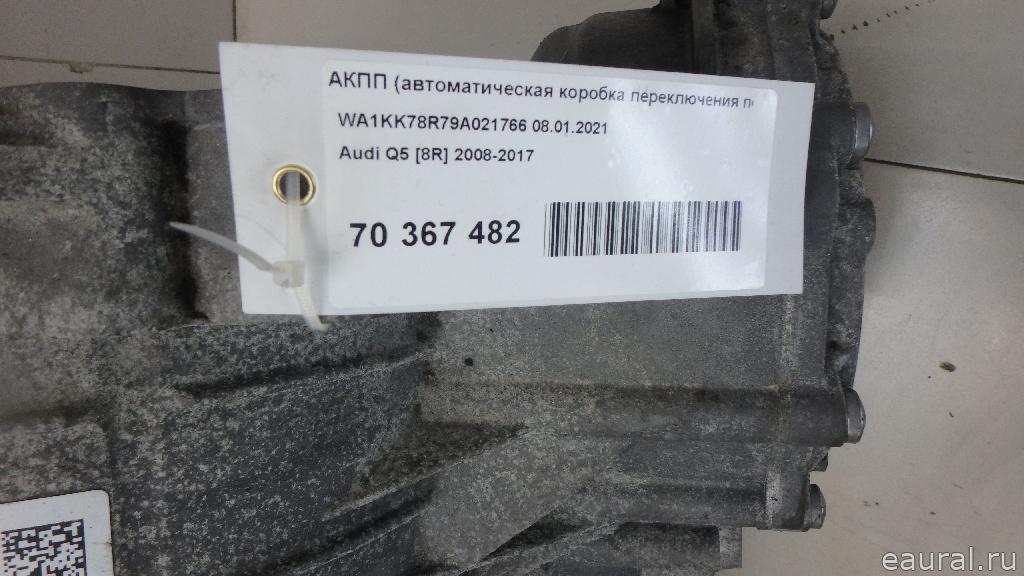 АКПП (автоматическая коробка переключения п
WA1KK78R79A021766 08.01.2021
Audi Q5 [8R] 2008-2017
70 367 482
eaural.ru